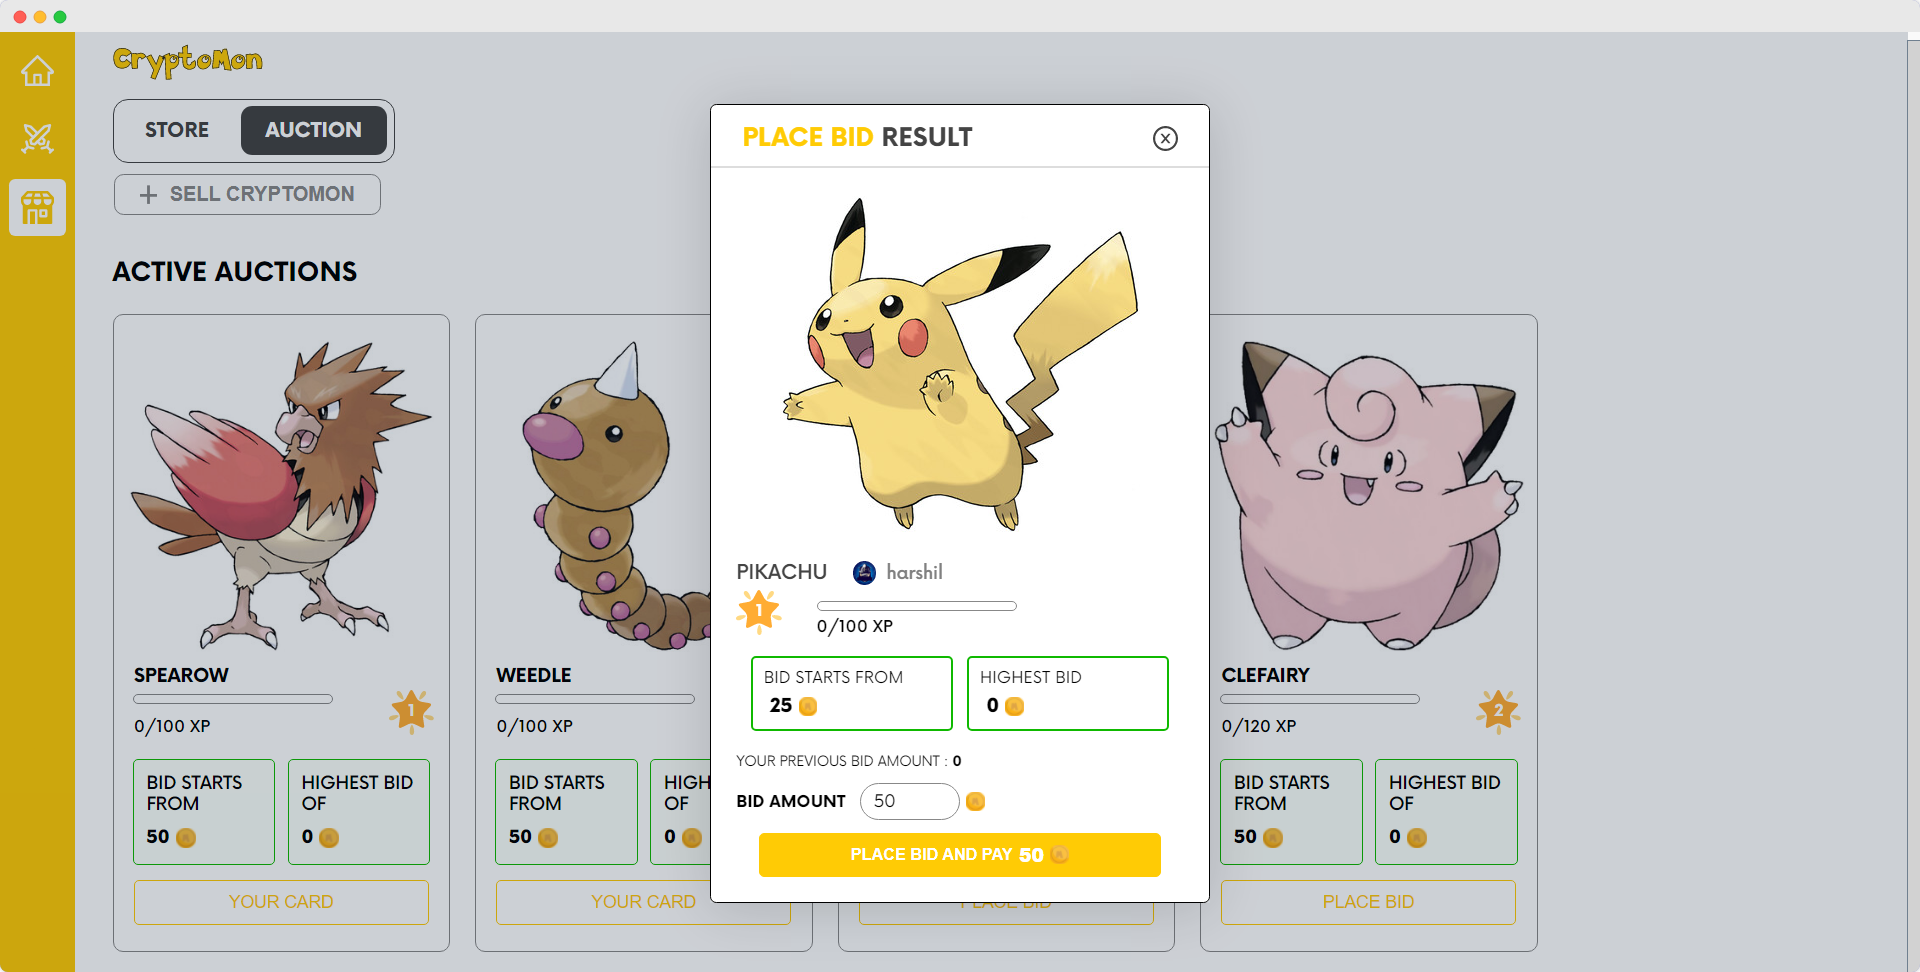 CryptoMon
STORE
AUCTION
SELL CRYPTOMON
ACTIVE AUCTIONS
SPEAROW
0/100 XP
1
BID STARTS
FROM
50
HIGHEST BID
OF
0
YOUR CARD
WEEDLE
0/100 XP
BID STARTS
FROM
50
HIGH
OF
0
YOUR CARD
PLACE BID RESULT
PIKACHU
harshil
1
0/100 XP
BID STARTS FROM
25
HIGHEST BID
0
YOUR PREVIOUS BID AMOUNT : 0
BID AMOUNT
50
PLACE BID AND PAY 50
PLACE BID
CLEFAIRY
0/120 XP
2
BID STARTS
FROM
50
HIGHEST BID
OF
0
PLACE BID